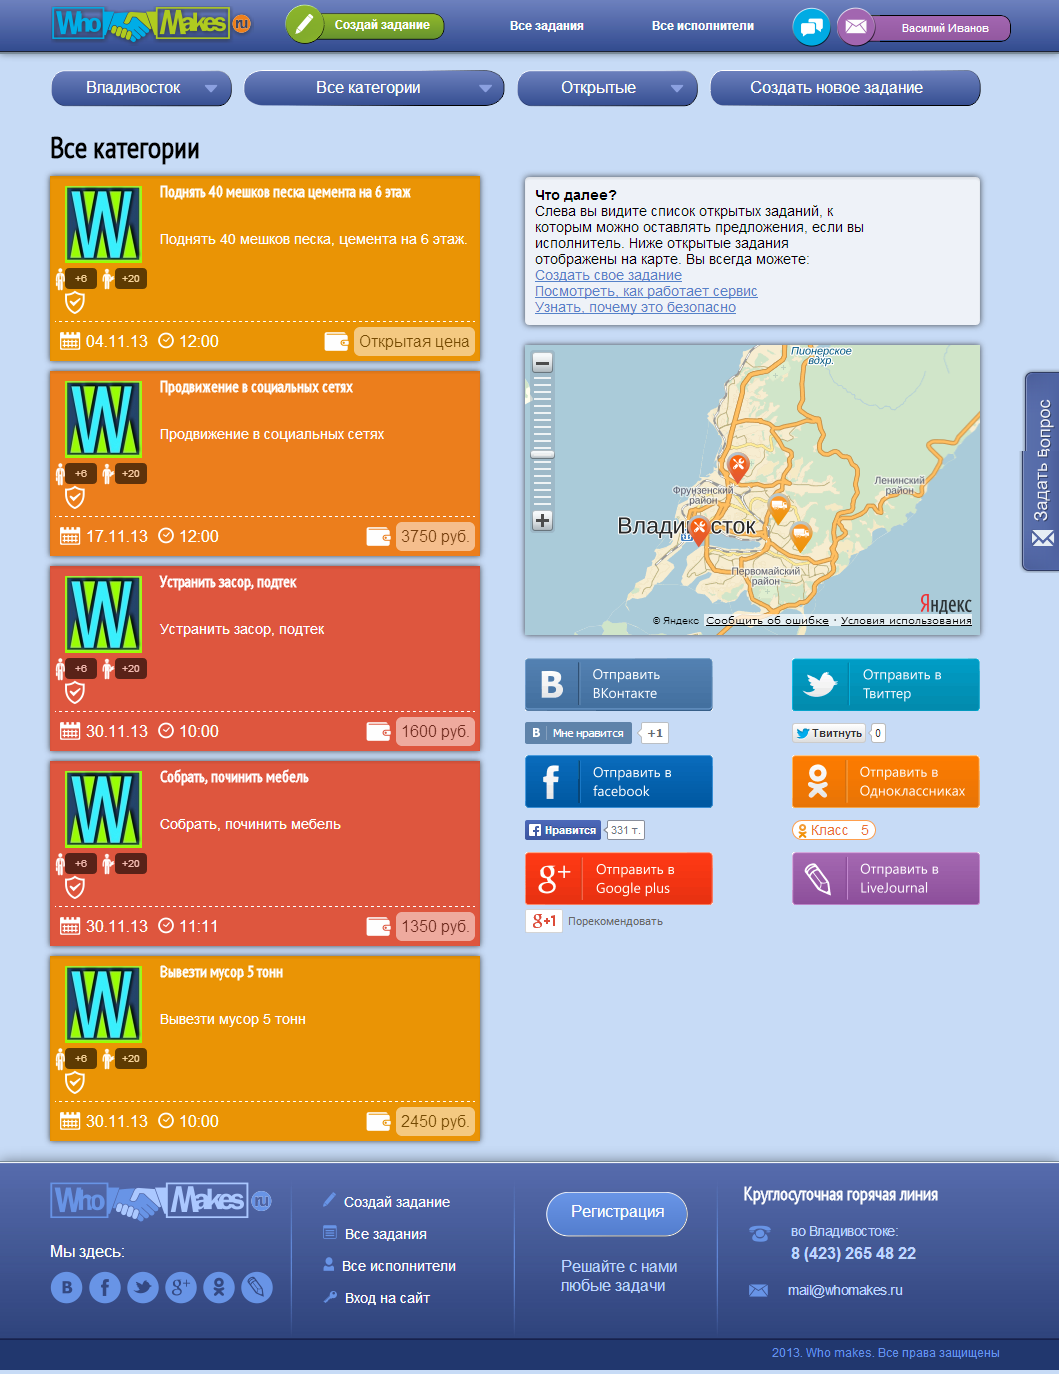 Who Makes ru
Создай задание
Все задания
Все исполнители
Василий Иванов
Владивосток
Все категории
Открытые
Создать новое задание
Все категории
W
Поднять 40 мешков песка цемента на 6 этаж
Поднять 40 мешков песка, цемента на 6 этаж.
+6
+20
04.11.13
12:00
Открытая цена
W
Продвижение в социальных сетях
Продвижение в социальных сетях
+6
+20
17.11.13
12:00
3750 руб.
W
Устранить засор, подтек
Устранить засор, подтек
+6
+20
30.11.13
10:00
1600 руб.
W
Собрать, починить мебель
Собрать, починить мебель
+6
+20
30.11.13
11:11
1350 руб.
W
Вывезти мусор 5 тонн
Вывезти мусор 5 тонн
+6
+20
30.11.13
10:00
2450 руб.
Что далее?
Слева вы видите список открытых заданий, к
которым можно оставлять предложения, если вы
исполнитель. Ниже открытые задания
отображены на карте. Вы всегда можете:
Создать свое задание
Посмотреть, как работает сервис
Узнать, почему это безопасно
Пионерское
вдхр.
Ленинский
район
Фрунзенский
район
Первомайский
район
Яндекс
© Яндекс Сообщить об ошибке · Условия использования
Задать вопрос
В
Отправить
ВКонтакте
Отправить в
Твиттер
В Мне нравится
+1
Твитнуть
0
f
Отправить в
facebook
Отправить в
Одноклассниках
f Нравится
331 т.
Класс 5
g+
Отправить в
Google plus
Отправить в
LiveJournal
g+1
Порекомендовать
Who Makes ru
Мы здесь:
В f g+
Создай задание
Все задания
Все исполнители
Вход на сайт
Регистрация
Решайте с нами
любые задачи
Круглосуточная горячая линия
во Владивостоке:
8 (423) 265 48 22
mail@whomakes.ru
2013. Who makes. Все права защищены